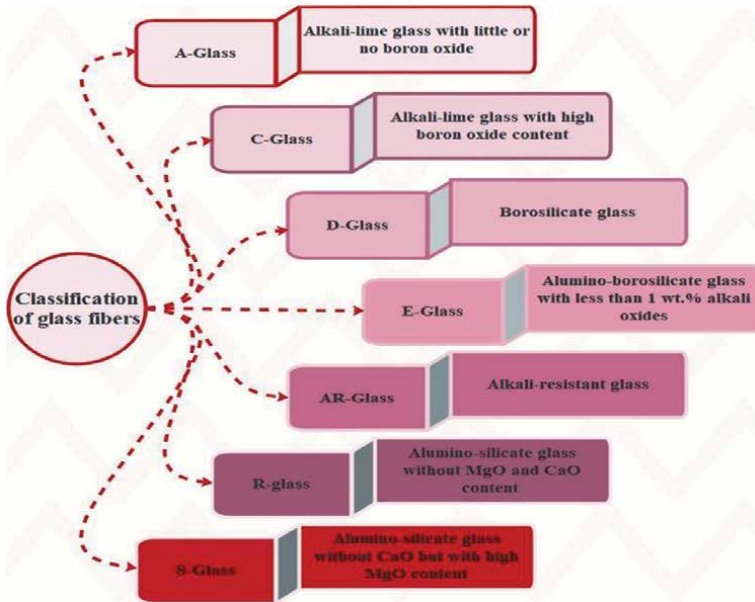 A-Glass
Alkali-lime glass with little or
no boron oxide
C-Glass
Alkali-lime glass with high
boron oxide content
D-Glass
Borosilicate glass
Classification
of glass fibers
E-Glass
Alumino-borosilicate glass
with less than 1 wt.% alkali
oxides
AR-Glass
Alkali-resistant glass
R-glass
Alumino-silicate glass
without MgO and CaO
content
S-Glass
Alumino-silicate glass
without CaO but with high
MgO content